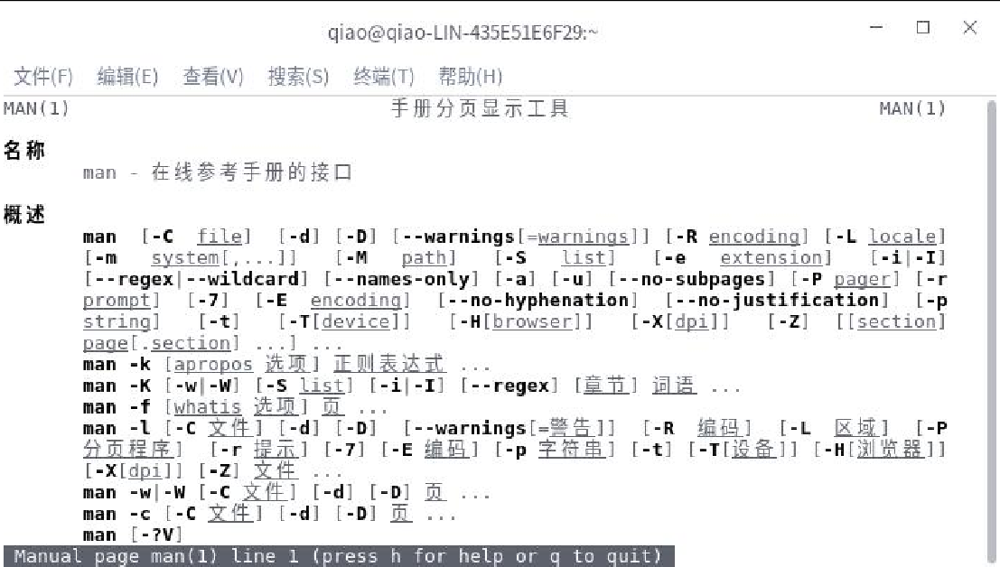 qiao@qiao-LIN-435E51E6F29:~
文件(F) 编辑(E) 查看(V) 搜索(S) 终端(T) 帮助(H)
MAN(1) 手册分页显示工具 MAN(1)
名称
man - 在线参考手册的接口
概述
man [-C file] [-d] [-D] [--warnings[=warnings]] [-R encoding] [-L locale]
[-m system[,...]] [-M path] [-S list] [-e extension] [-i|-I]
[--regex|--wildcard] [--names-only] [-a] [-u] [--no-subpages] [-P pager] [-r
prompt] [-7] [-E encoding] [--no-hyphenation] [--no-justification] [-p
string] [-t] [-T[device]] [-H[browser]] [-X[dpi]] [-Z] [[section]
page[.section] ...] ...
man -k [apropos 选项] 正则表达式 ...
man -K [-w|-W] [-S list] [-i|-I] [--regex] [章节] 词语 ...
man -f [whatis 选项] 页 ...
man -l [-C 文件] [-d] [-D] [--warnings[=警告]] [-R 编码] [-L 区域] [-P
分页程序] [-r 提示] [-7] [-E 编码] [-p 字符串] [-t] [-T[设备]] [-H[浏览器]]
[-X[dpi]] [-Z] 文件 ...
man -w|-W [-C 文件] [-d] [-D] 页 ...
man -c [-C 文件] [-d] [-D] 页 ...
man [-?V]
Manual page man(1) line 1 (press h for help or q to quit)